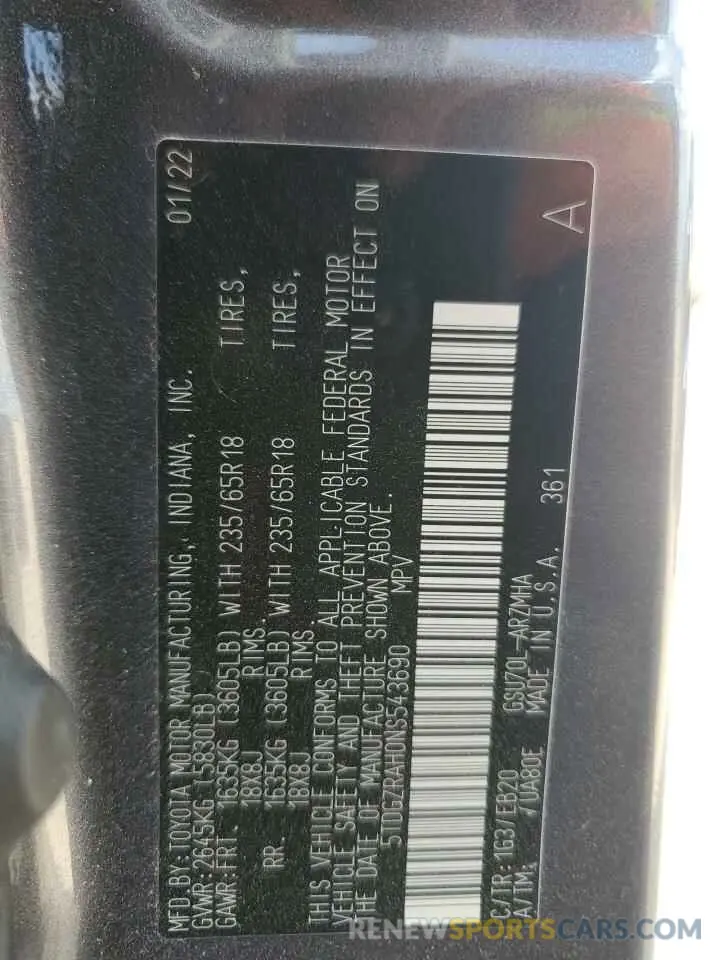 MFD BY:TOYOTA MOTOR MANUFACTURING, INDIANA, INC. 01/22
GVWR:2645KG (5830LB)
GAWR:FRT. 1635KG (3605LB) WITH 235/65R18 TIRES,
18X8J RIMS.
RR. 1635KG (3605LB) WITH 235/65R18 TIRES,
18X8J RIMS
THIS VEHICLE CONFORMS TO ALL APPLICABLE FEDERAL MOTOR
VEHICLE SAFETY AND THEFT PREVENTION STANDARDS IN EFFECT ON
THE DATE OF MANUFACTURE SHOWN ABOVE.
5TDGZRAH0NS543690 MPV
C/TR:1G3/EB20 GSU70L-ARZMHA
A/TM: -/UA80E MADE IN U.S.A. 361 A
RENEWSPORTSCARS.COM